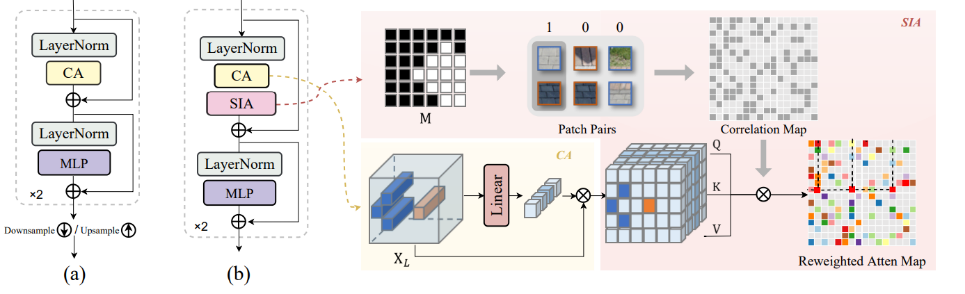 LayerNorm
CA
LayerNorm
MLP
×2
Downsample / Upsample
(a)
LayerNorm
CA
SIA
LayerNorm
MLP
×2
(b)
SIA
M
1 0 0
Patch Pairs
Correlation Map
CA
X_L
Linear
Q
K
V
Reweighted Atten Map